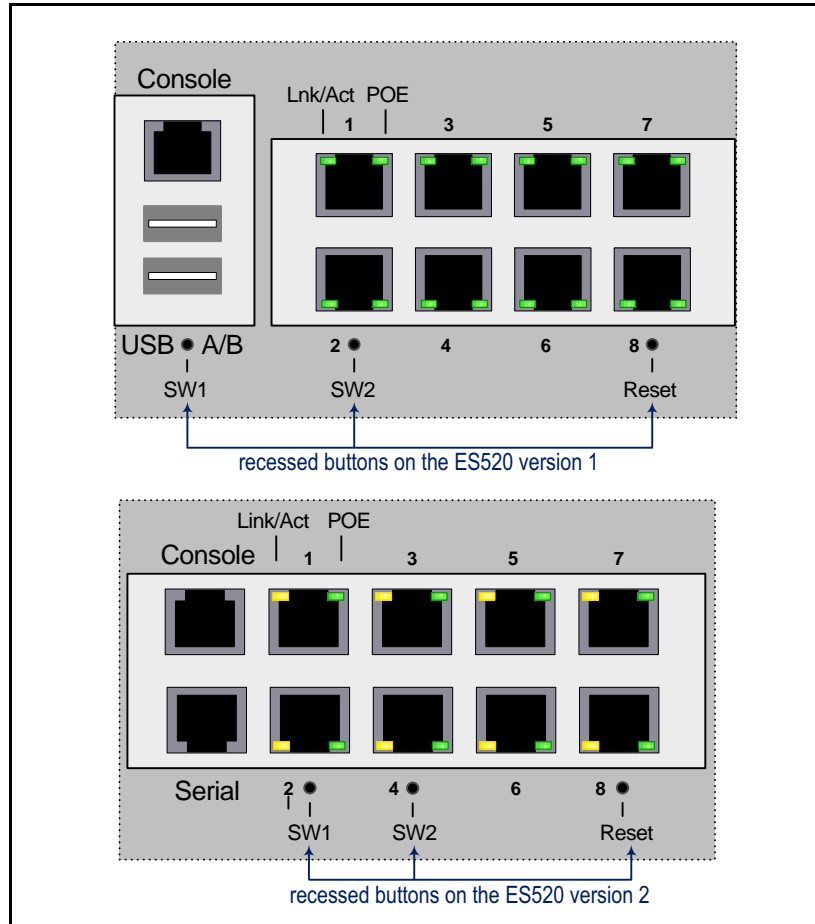 Console
Lnk/Act POE
1 3 5 7
USB A/B
2 4 6 8
SW1 SW2 Reset
recessed buttons on the ES520 version 1
Link/Act POE
Console 1 3 5 7
Serial 2 4 6 8
SW1 SW2 Reset
recessed buttons on the ES520 version 2